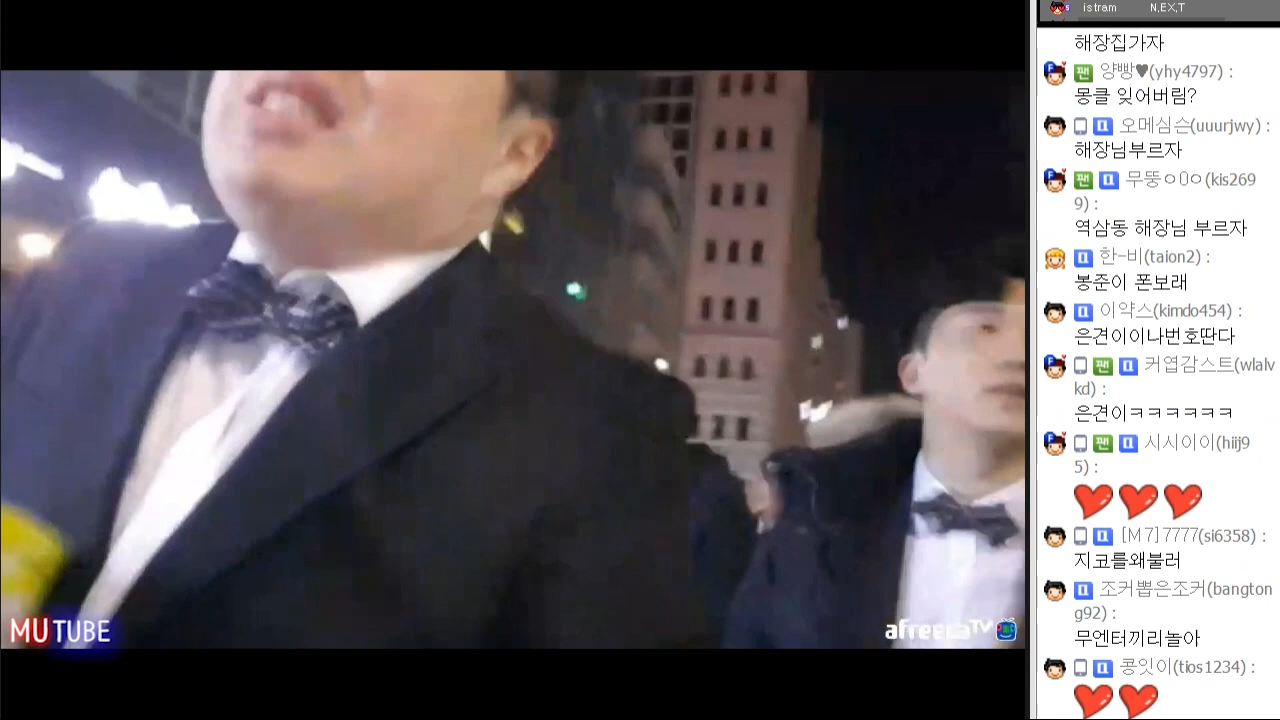 istram N,EX,T
해장집가자
팬 양빵♥(yhy4797) :
몽클 잊어버림?
오메심슨(uuurjwy) :
해장님부르자
팬 무뚱ㅇ0ㅇ(kis269
9) :
역삼동 해장님 부르자
한-비(taion2) :
봉준이 폰보래
이약스(kimdo454) :
은견이이나번호딴다
팬 커엽감스트(wlalv
kd) :
은견이ㅋㅋㅋㅋㅋㅋ
팬 시시이이(hiij9
5) :
[M7]7777(si6358) :
지코를왜불러
조커뽑은조커(bangton
g92) :
무엔터끼리놀아
콩잇이(tios1234) :
MUTUBE
afreecaTV